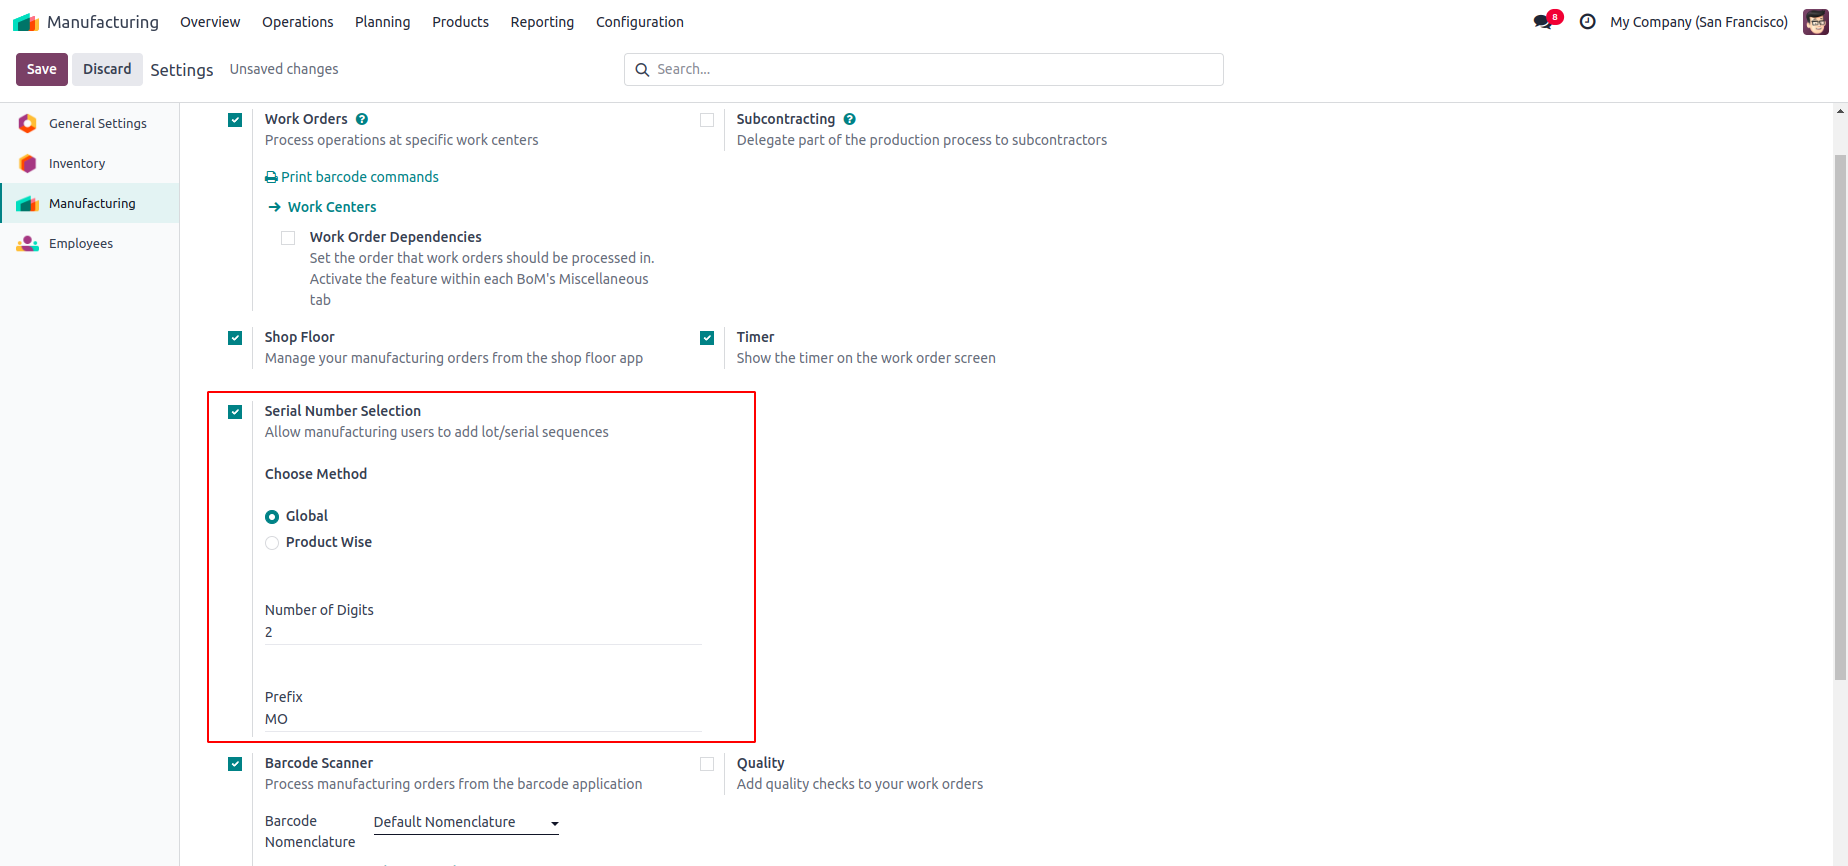 Manufacturing Overview Operations Planning Products Reporting Configuration 8 My Company (San Francisco)
Save Discard Settings Unsaved changes Search...
General Settings
Inventory
Manufacturing
Employees
Work Orders ?
Process operations at specific work centers
Print barcode commands
Work Centers
Work Order Dependencies
Set the order that work orders should be processed in.
Activate the feature within each BoM's Miscellaneous
tab
Subcontracting ?
Delegate part of the production process to subcontractors
Shop Floor
Manage your manufacturing orders from the shop floor app
Timer
Show the timer on the work order screen
Serial Number Selection
Allow manufacturing users to add lot/serial sequences
Choose Method
Global
Product Wise
Number of Digits
2
Prefix
MO
Barcode Scanner
Process manufacturing orders from the barcode application
Barcode
Nomenclature
Default Nomenclature
Quality
Add quality checks to your work orders